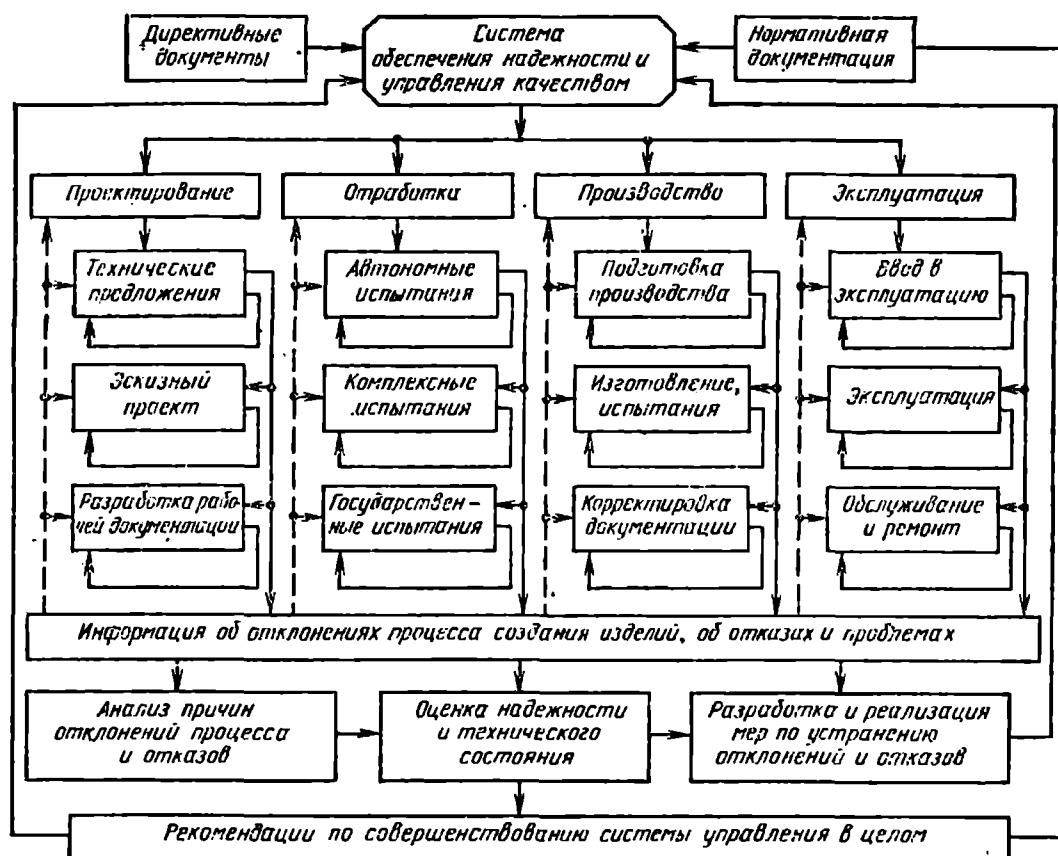 Директивные
документы
Система
обеспечения надежности и
управления качеством
Нормативная
документация
Проектирование
Отработка
Производство
Эксплуатация
Технические
предложения
Автономные
испытания
Подготовка
производства
Ввод в
эксплуатацию
Эскизный
проект
Комплексные
испытания
Изготовление,
испытания
Эксплуатация
Разработка рабо-
чей документации
Государствен-
ные испытания
Корректировка
документации
Обслуживание
и ремонт
Информация об отклонениях процесса создания изделий, об отказах и проблемах
Анализ причин
отклонений процесса
и отказов
Оценка надежности
и технического
состояния
Разработка и реализация
мер по устранению
отклонений и отказов
Рекомендации по совершенствованию системы управления в целом